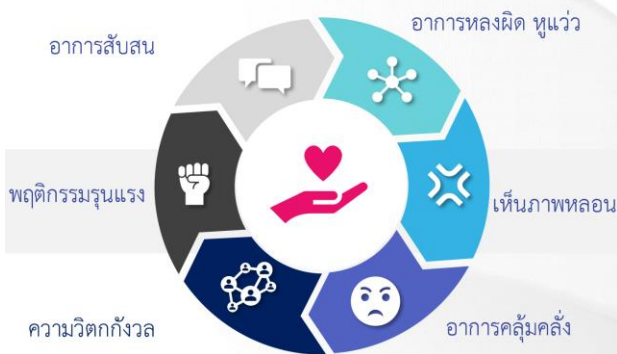 อาการสับสน
อาการหลงผิด หูแว่ว
พฤติกรรมรุนแรง
เห็นภาพหลอน
ความวิตกกังวล
อาการคลุ้มคลั่ง